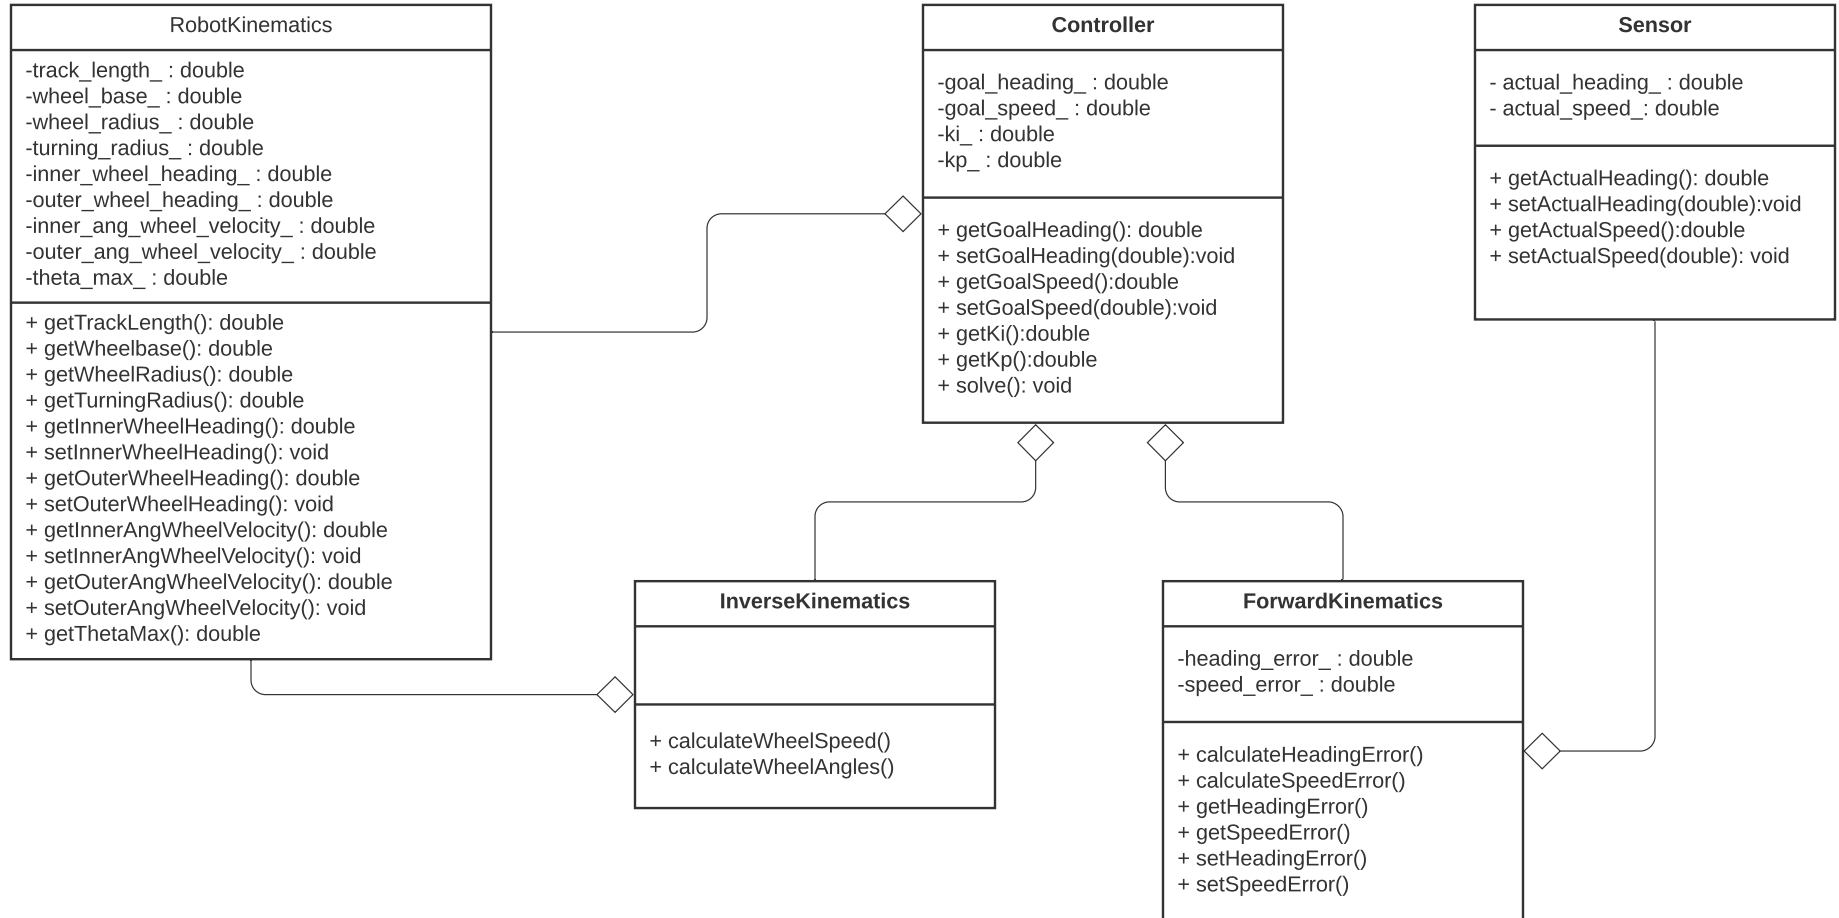 RobotKinematics
-track_length_ : double
-wheel_base_ : double
-wheel_radius_ : double
-turning_radius_ : double
-inner_wheel_heading_ : double
-outer_wheel_heading_ : double
-inner_ang_wheel_velocity_ : double
-outer_ang_wheel_velocity_ : double
-theta_max_ : double
+ getTrackLength(): double
+ getWheelbase(): double
+ getWheelRadius(): double
+ getTurningRadius(): double
+ getInnerWheelHeading(): double
+ setInnerWheelHeading(): void
+ getOuterWheelHeading(): double
+ setOuterWheelHeading(): void
+ getInnerAngWheelVelocity(): double
+ setInnerAngWheelVelocity(): void
+ getOuterAngWheelVelocity(): double
+ setOuterAngWheelVelocity(): void
+ getThetaMax(): double
Controller
-goal_heading_ : double
-goal_speed_ : double
-ki_ : double
-kp_ : double
+ getGoalHeading(): double
+ setGoalHeading(double):void
+ getGoalSpeed():double
+ setGoalSpeed(double):void
+ getKi():double
+ getKp():double
+ solve(): void
Sensor
- actual_heading_ : double
- actual_speed_: double
+ getActualHeading(): double
+ setActualHeading(double):void
+ getActualSpeed():double
+ setActualSpeed(double): void
InverseKinematics
+ calculateWheelSpeed()
+ calculateWheelAngles()
ForwardKinematics
-heading_error_ : double
-speed_error_ : double
+ calculateHeadingError()
+ calculateSpeedError()
+ getHeadingError()
+ getSpeedError()
+ setHeadingError()
+ setSpeedError()